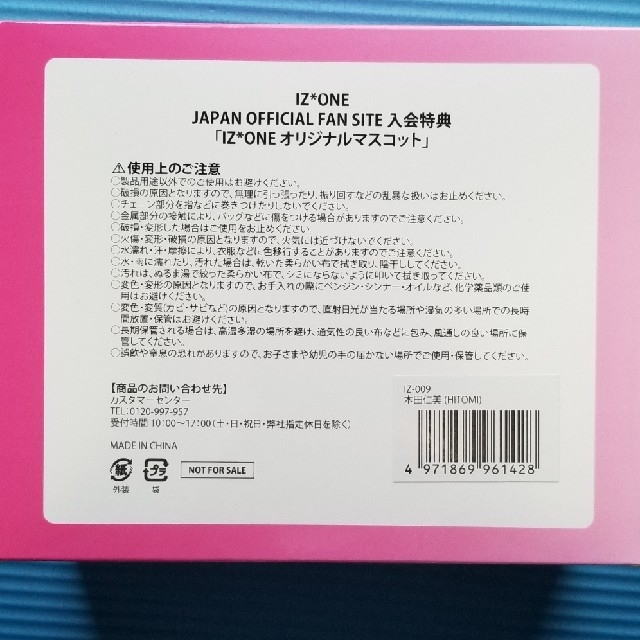 IZ*ONE
JAPAN OFFICIAL FAN SITE 入会特典
「IZ*ONE オリジナルマスコット」
⚠使用上のご注意
○製品用途以外でのご使用はお避けください。
○破損の原因となりますので、無理に引っ張ったり、振り回すなどの乱暴な扱いはお止めください。
○チェーン部分を指などに巻きつけたりしないでください。
○金属部分の接触により、バッグなどに傷をつける場合がありますのでご注意ください。
○破損・変形した場合はご使用をお止めください
○火傷・変形・破損の原因となりますので、火気には近づけないでください。
○水濡れ・汗・摩擦により、衣服などに色移行することがありますのでご注意ください。
○水・雨に濡れたり、汚れた場合は、乾いた柔らかい布で拭き取り、陰干ししてください。
○汚れは、ぬるま湯で絞った柔らかい布で、シミにならないように叩いて拭き取ってください。
○変色・変形の原因となりますので、お手入れの際にベンジン・シンナー・オイルなど、化学薬品類のご使
用はお避けください。
○変色・変質(カビ・サビなど)の原因となりますので、直射日光が当たる場所や湿気の多い場所での長時
間放置・保管はお避けください。
○長期保管される場合は、高温多湿の場所を避け、通気性の良い布などに包み、風通しの良い場所に保
管してください。
○誤飲や窒息の恐れがありますので、お子さまや幼児の手の届かない場所でご使用・保管してください。
【商品のお問い合わせ先】
カスタマーセンター
TEL:0120-997-957
受付時間 10:00〜17:00(土・日・祝日・弊社指定休日を除く)
MADE IN CHINA
紙 プラ NOT FOR SALE
外装 袋
IZ-009
本田仁美(HITOMI)
4 971869 961428